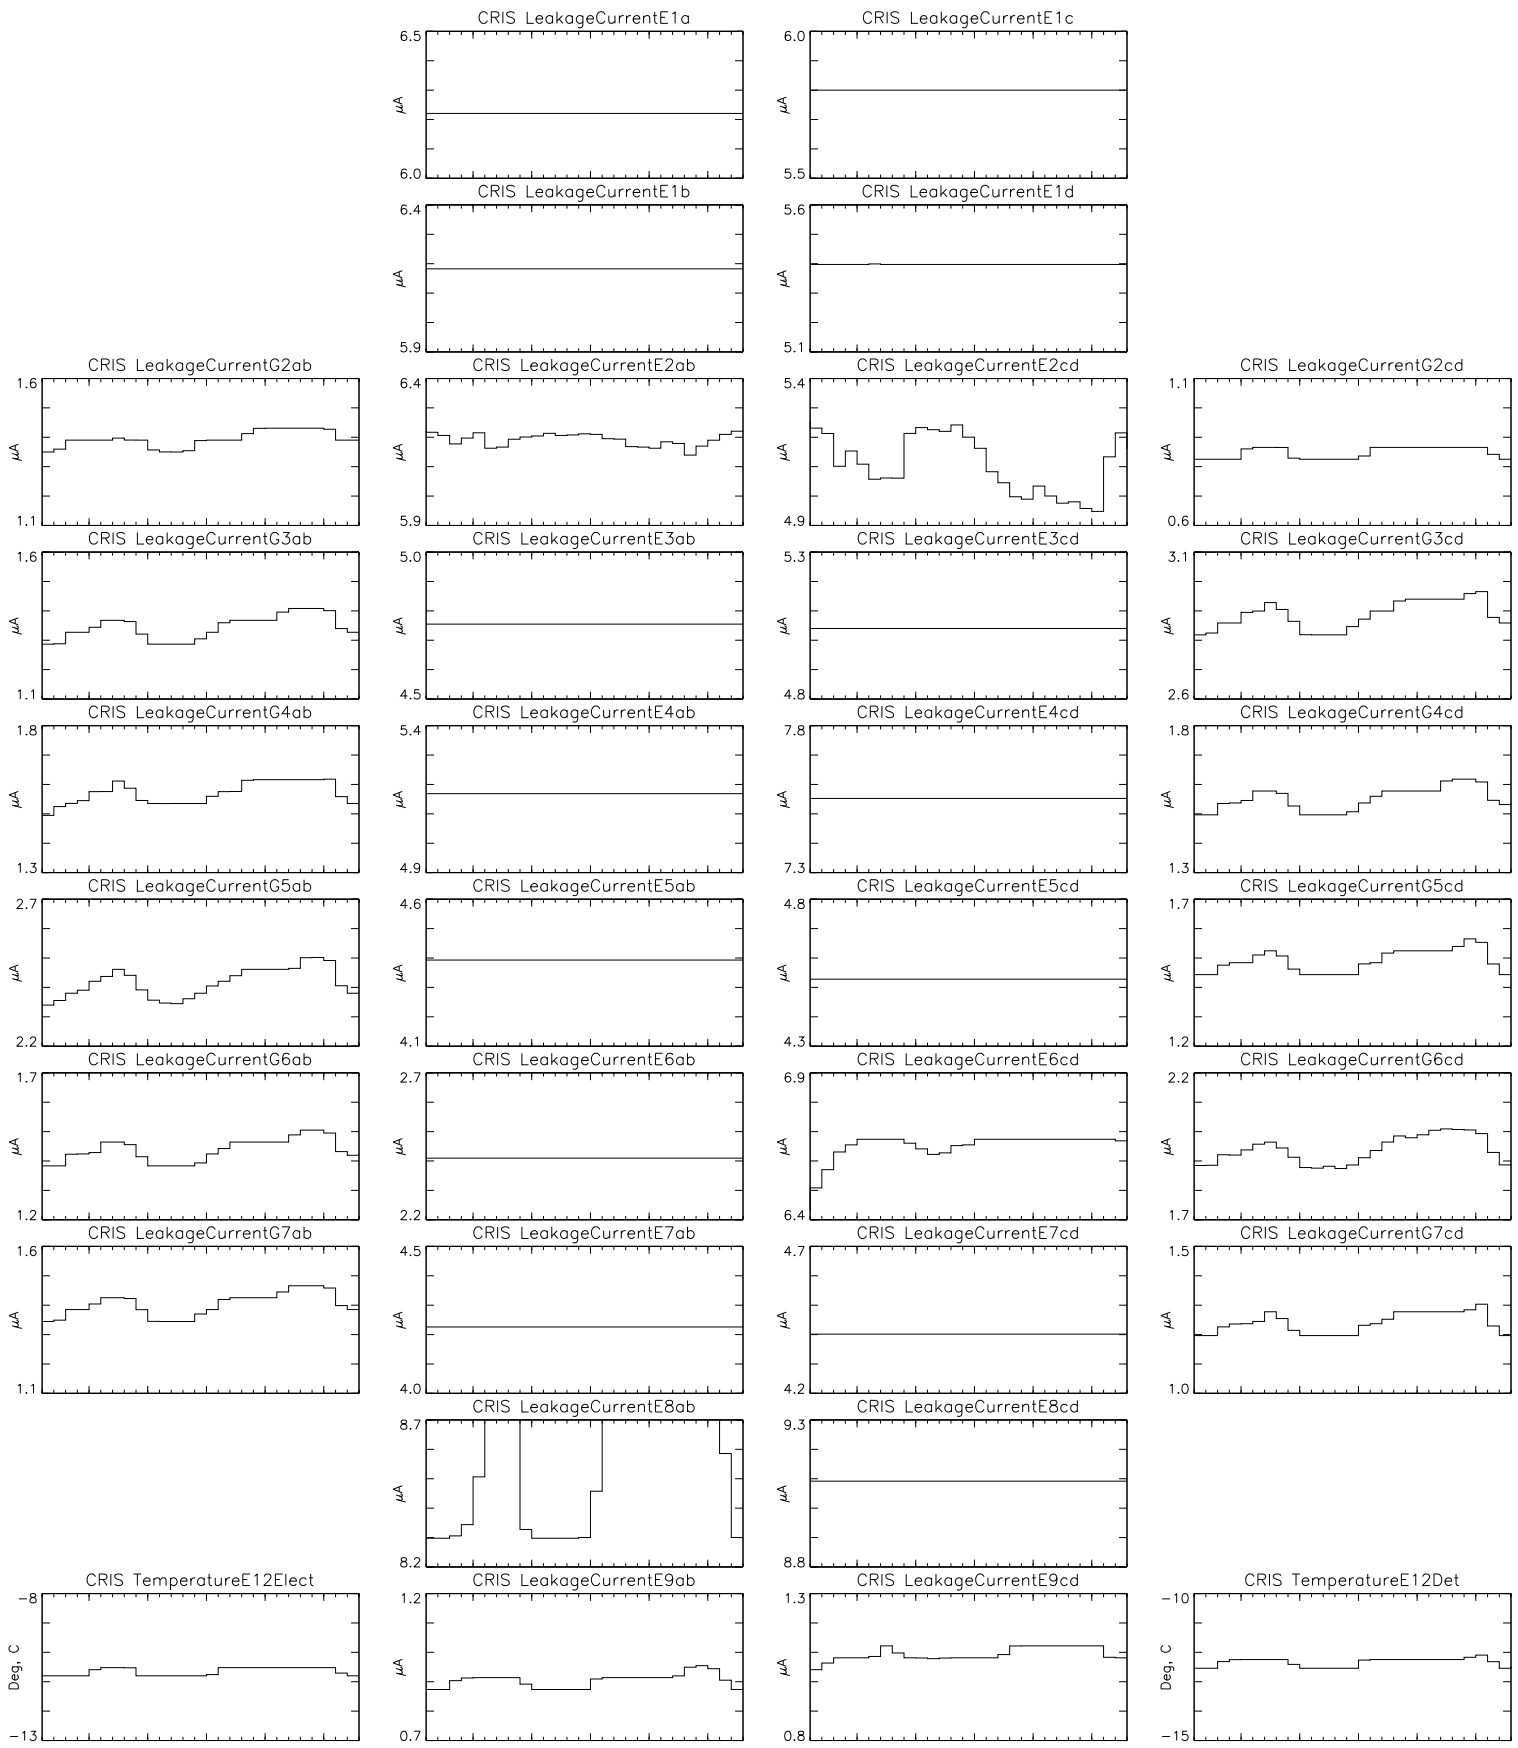 CRIS LeakageCurrentE1a
6.5
µA
6.0
CRIS LeakageCurrentE1c
6.0
µA
5.5
CRIS LeakageCurrentE1b
6.4
µA
5.9
CRIS LeakageCurrentE1d
5.6
µA
5.1
CRIS LeakageCurrentG2ab
1.6
µA
1.1
CRIS LeakageCurrentE2ab
6.4
µA
5.9
CRIS LeakageCurrentE2cd
5.4
µA
4.9
CRIS LeakageCurrentG2cd
1.1
µA
0.6
CRIS LeakageCurrentG3ab
1.6
µA
1.1
CRIS LeakageCurrentE3ab
5.0
µA
4.5
CRIS LeakageCurrentE3cd
5.3
µA
4.8
CRIS LeakageCurrentG3cd
3.1
µA
2.6
CRIS LeakageCurrentG4ab
1.8
µA
1.3
CRIS LeakageCurrentE4ab
5.4
µA
4.9
CRIS LeakageCurrentE4cd
7.8
µA
7.3
CRIS LeakageCurrentG4cd
1.8
µA
1.3
CRIS LeakageCurrentG5ab
2.7
µA
2.2
CRIS LeakageCurrentE5ab
4.6
µA
4.1
CRIS LeakageCurrentE5cd
4.8
µA
4.3
CRIS LeakageCurrentG5cd
1.7
µA
1.2
CRIS LeakageCurrentG6ab
1.7
µA
1.2
CRIS LeakageCurrentE6ab
2.7
µA
2.2
CRIS LeakageCurrentE6cd
6.9
µA
6.4
CRIS LeakageCurrentG6cd
2.2
µA
1.7
CRIS LeakageCurrentG7ab
1.6
µA
1.1
CRIS LeakageCurrentE7ab
4.5
µA
4.0
CRIS LeakageCurrentE7cd
4.7
µA
4.2
CRIS LeakageCurrentG7cd
1.5
µA
1.0
CRIS LeakageCurrentE8ab
8.7
µA
8.2
CRIS LeakageCurrentE8cd
9.3
µA
8.8
CRIS TemperatureE12Elect
-8
Deg, C
-13
CRIS LeakageCurrentE9ab
1.2
µA
0.7
CRIS LeakageCurrentE9cd
1.3
µA
0.8
CRIS TemperatureE12Det
-10
Deg, C
-15